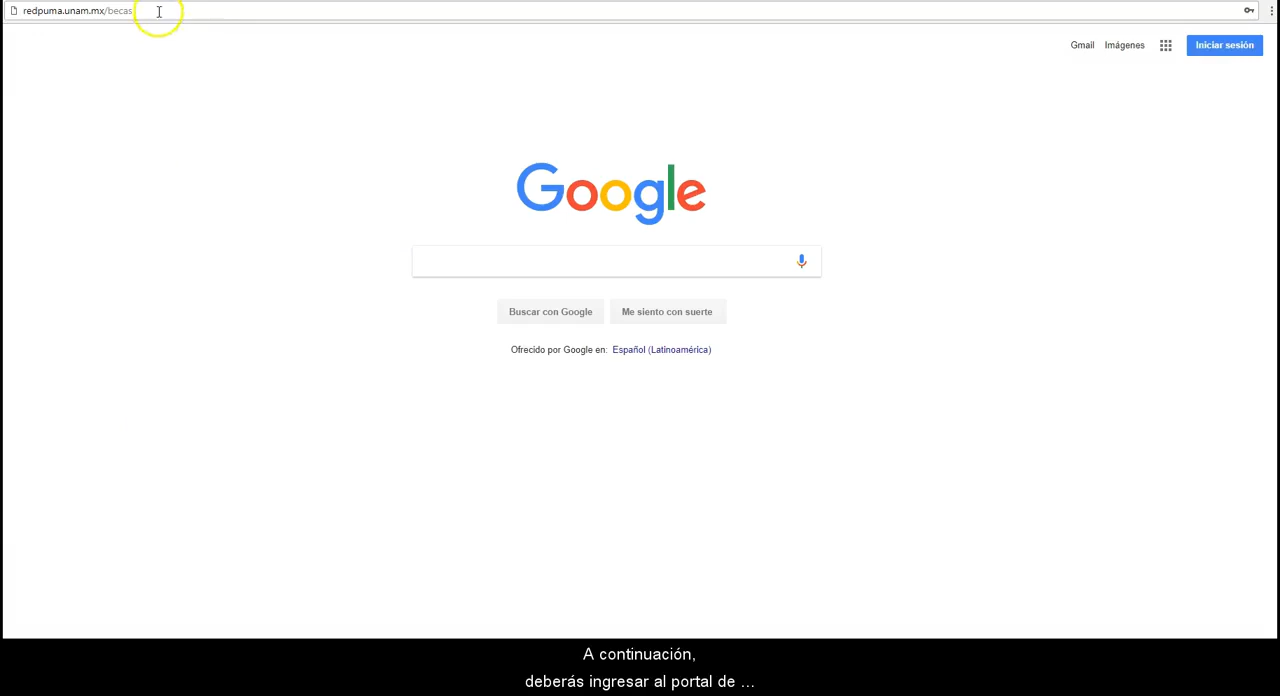 redpuma.unam.mx/becas
Gmail Imágenes Iniciar sesión
Google
Buscar con Google Me siento con suerte
Ofrecido por Google en: Español (Latinoamérica)
A continuación,
deberás ingresar al portal de ...